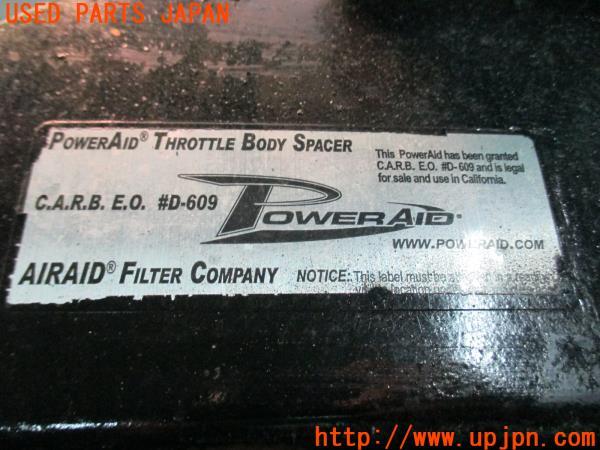 USED PARTS JAPAN
POWERAID® THROTTLE BODY SPACER
This PowerAid has been granted
C.A.R.B. E.O. #D-609 and is legal
for sale and use in California.
C.A.R.B. E.O. #D-609
POWERAID®
WWW.POWERAID.COM
AIRAID® FILTER COMPANY
NOTICE: This label must be in a
location
http://www.upjpn.com